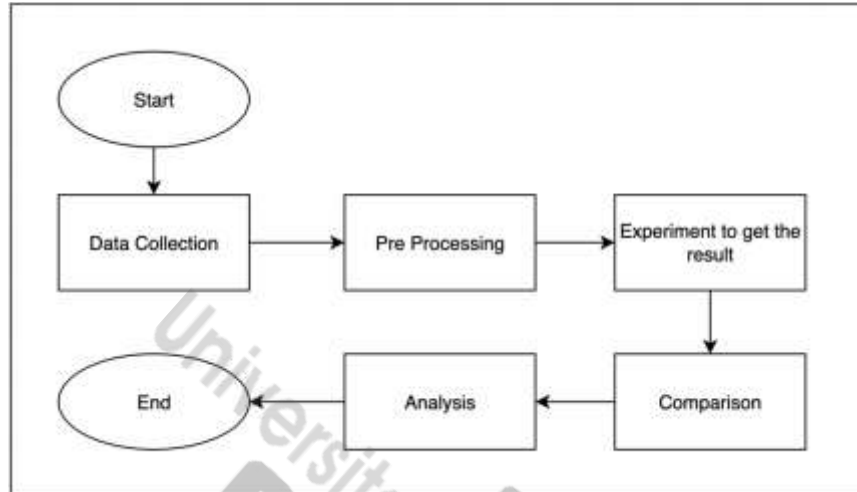 Start
Data Collection
Pre Processing
Experiment to get the
result
Comparison
Analysis
End